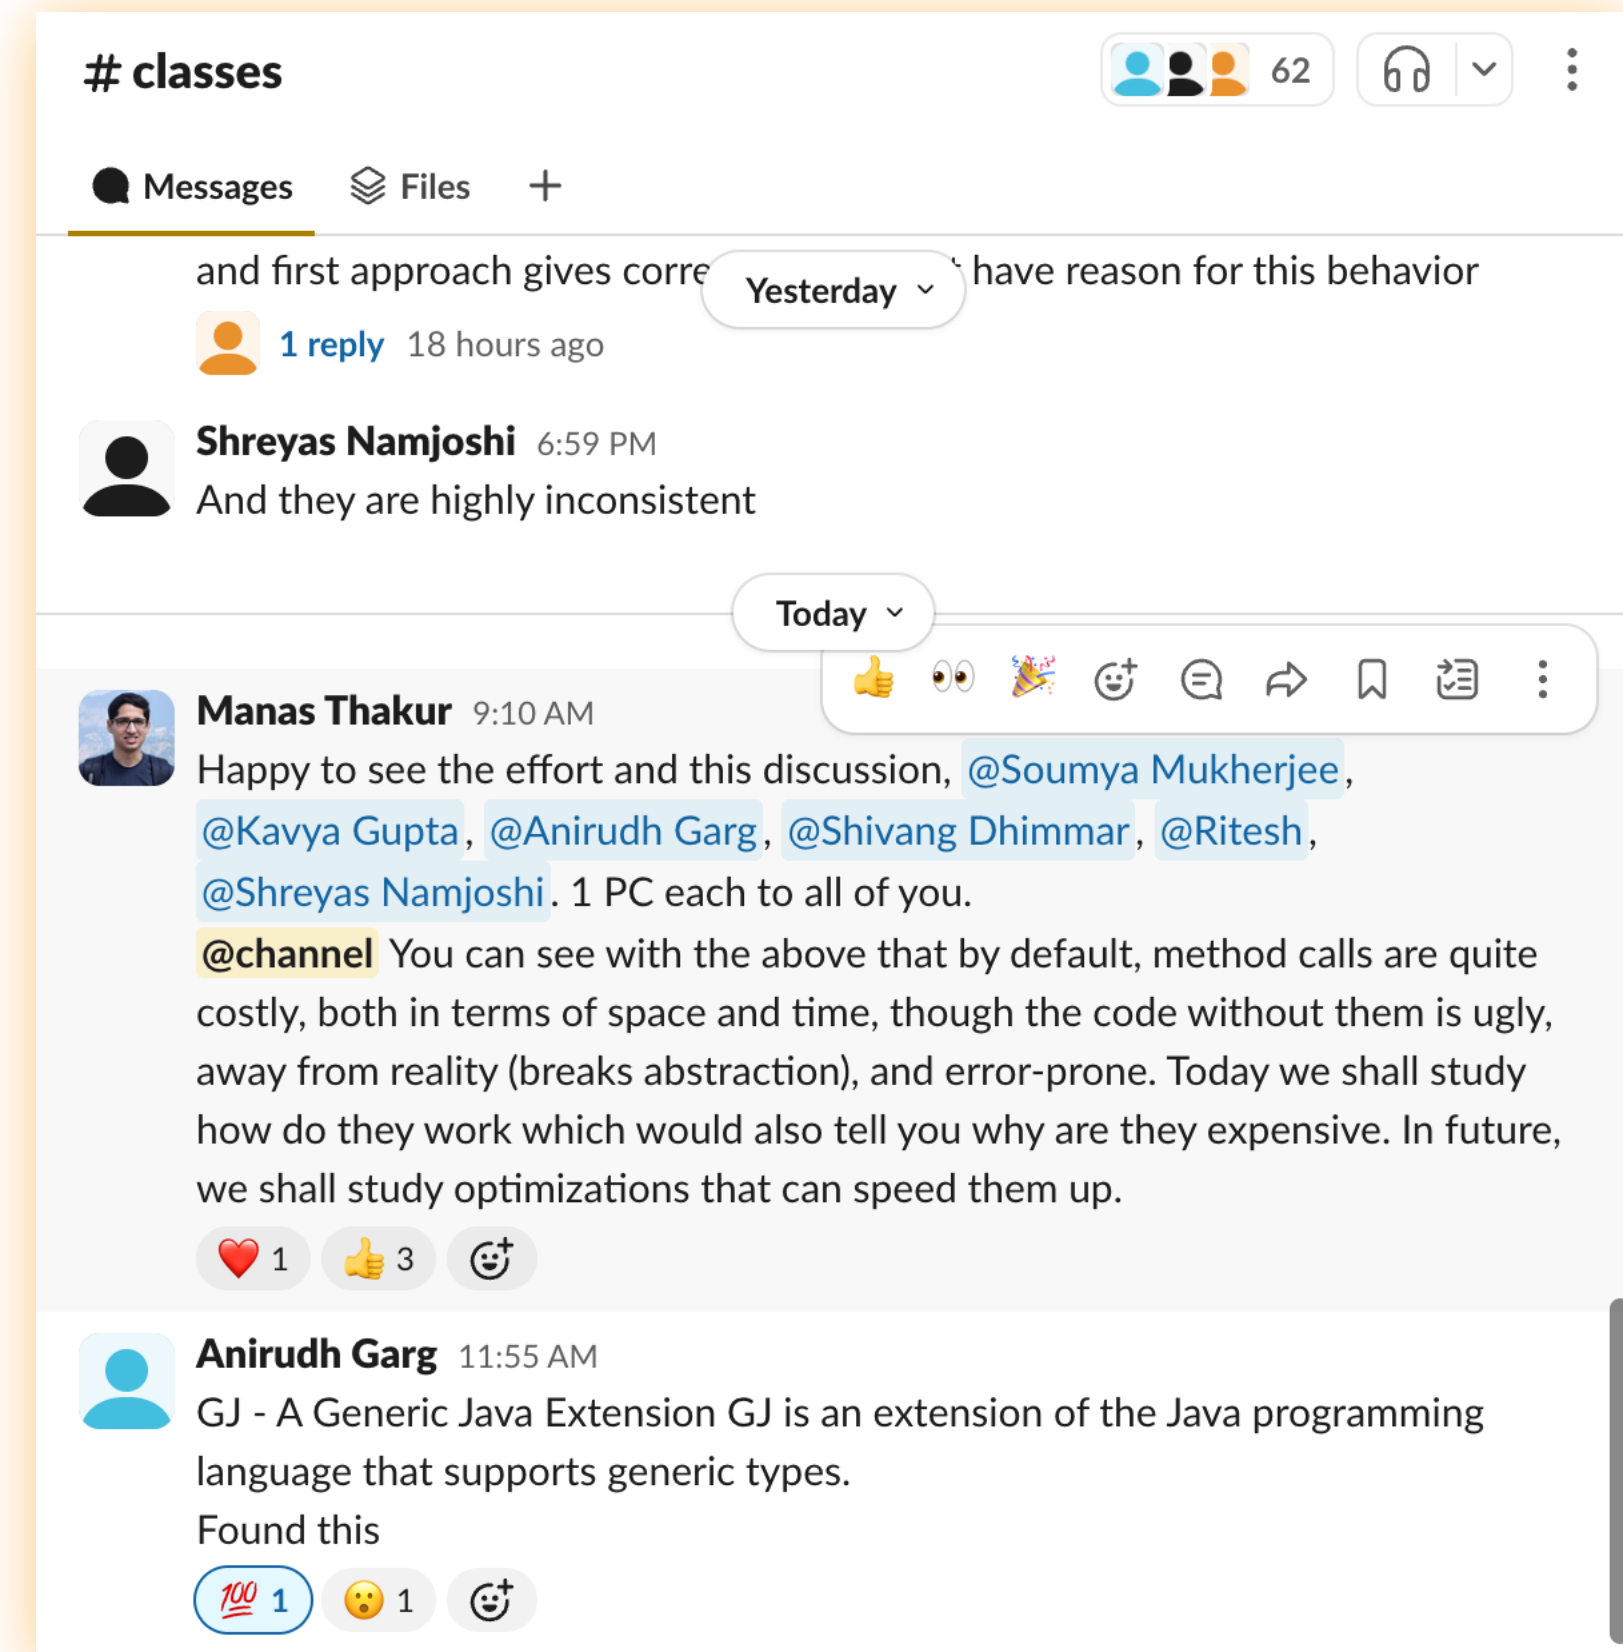 # classes
62
Messages
Files
and first approach gives corre
have reason for this behavior
Yesterday
1 reply 18 hours ago
Shreyas Namjoshi 6:59 PM
And they are highly inconsistent
Today
Manas Thakur 9:10 AM
Happy to see the effort and this discussion, @Soumya Mukherjee,
@Kavya Gupta, @Anirudh Garg, @Shivang Dhimmar, @Ritesh,
@Shreyas Namjoshi. 1 PC each to all of you.
@channel You can see with the above that by default, method calls are quite
costly, both in terms of space and time, though the code without them is ugly,
away from reality (breaks abstraction), and error-prone. Today we shall study
how do they work which would also tell you why are they expensive. In future,
we shall study optimizations that can speed them up.
❤️ 1 👍 3
Anirudh Garg 11:55 AM
GJ - A Generic Java Extension GJ is an extension of the Java programming
language that supports generic types.
Found this
💯 1 😮 1